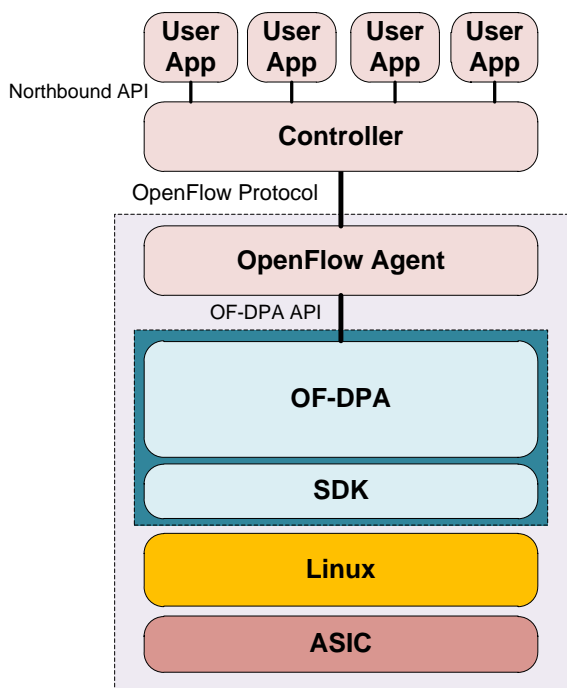 User User User User
App App App App
Northbound API
Controller
OpenFlow Protocol
OpenFlow Agent
OF-DPA API
OF-DPA
SDK
Linux
ASIC